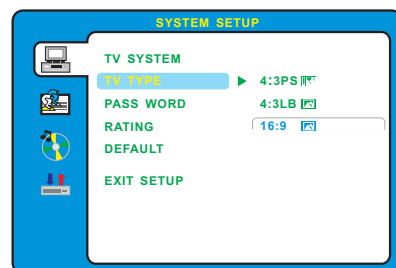 SYSTEM SETUP
TV SYSTEM
TV TYPE 4:3PS
PASS WORD 4:3LB
RATING 16:9
DEFAULT
EXIT SETUP